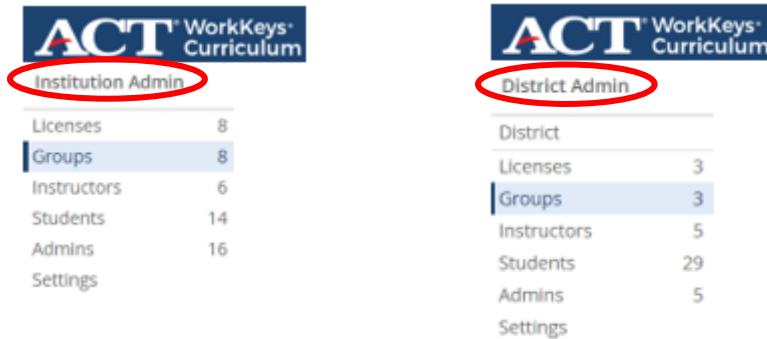 ACT® WorkKeys®
Curriculum
Institution Admin
Licenses 8
Groups 8
Instructors 6
Students 14
Admins 16
Settings
ACT® WorkKeys®
Curriculum
District Admin
District
Licenses 3
Groups 3
Instructors 5
Students 29
Admins 5
Settings